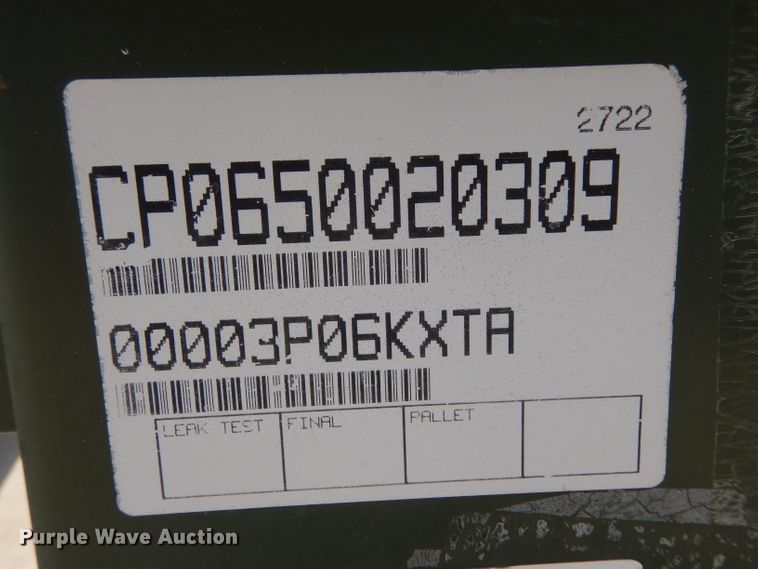 2722
CP0650020309
00003P06KXTA
LEAK TEST FINAL PALLET
Purple Wave Auction